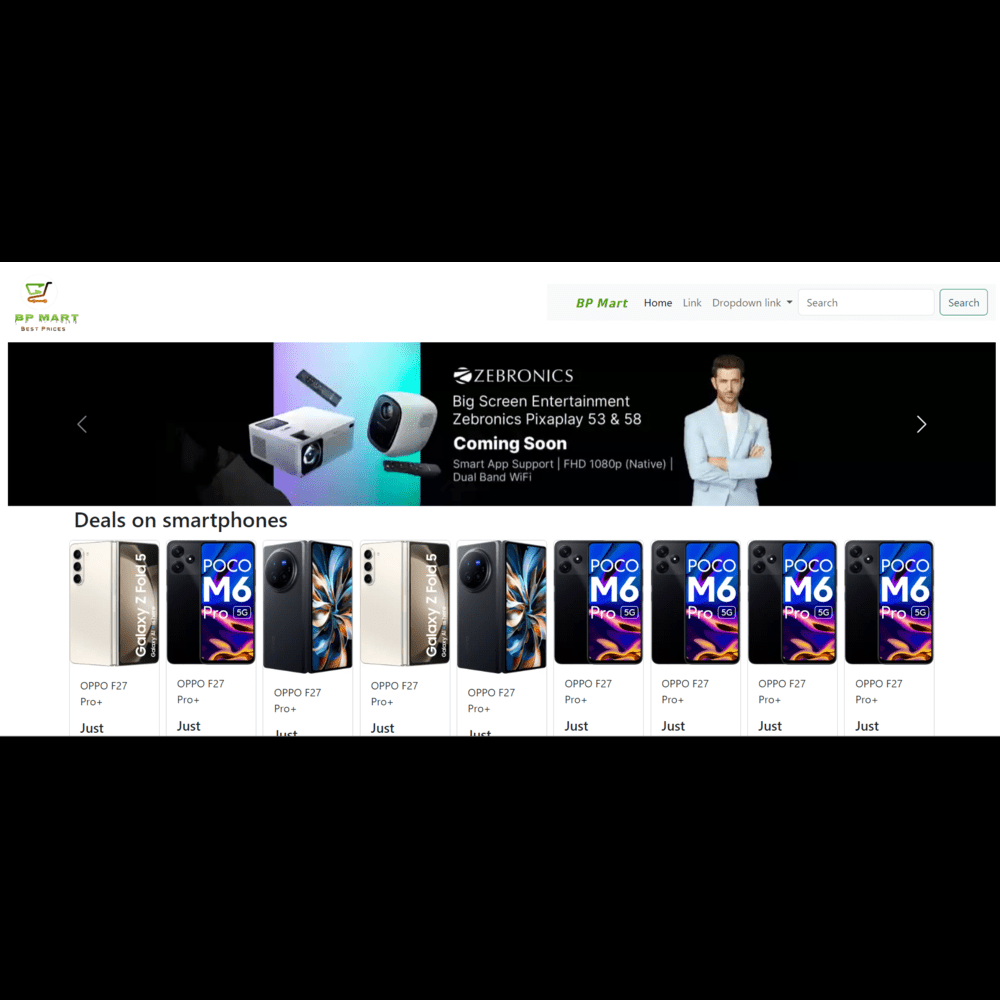 BP MART
BEST PRICES
BP Mart Home Link Dropdown link Search Search
ZEBRONICS
Big Screen Entertainment
Zebronics Pixaplay 53 & 58
Coming Soon
Smart App Support | FHD 1080p (Native) |
Dual Band WiFi
Deals on smartphones
Galaxy Z Fold5
POCO
M6
Pro 5G
Galaxy Z Fold5
POCO
M6
Pro 5G
POCO
M6
Pro 5G
POCO
M6
Pro 5G
POCO
M6
Pro 5G
OPPO F27
Pro+
Just
OPPO F27
Pro+
Just
OPPO F27
Pro+
Just
OPPO F27
Pro+
Just
OPPO F27
Pro+
Just
OPPO F27
Pro+
Just
OPPO F27
Pro+
Just
OPPO F27
Pro+
Just
OPPO F27
Pro+
Just